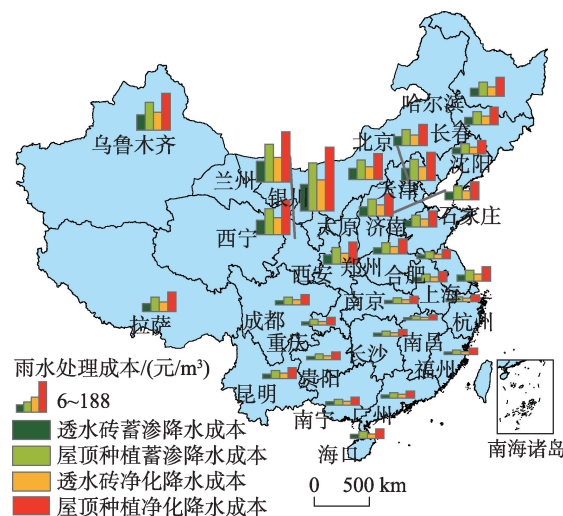 哈尔滨
长春
北京
沈阳
乌鲁木齐
天津
兰州
银川
石家庄
太原
济南
西宁
郑州
西安
合肥
上海
南京
拉萨
成都
杭州
重庆
长沙
南昌
福州
贵阳
昆明
南宁
广州
海口
南海诸岛
雨水处理成本/(元/m³)
6~188
透水砖蓄渗降水成本
屋顶种植蓄渗降水成本
透水砖净化降水成本
屋顶种植净化降水成本
0 500 km